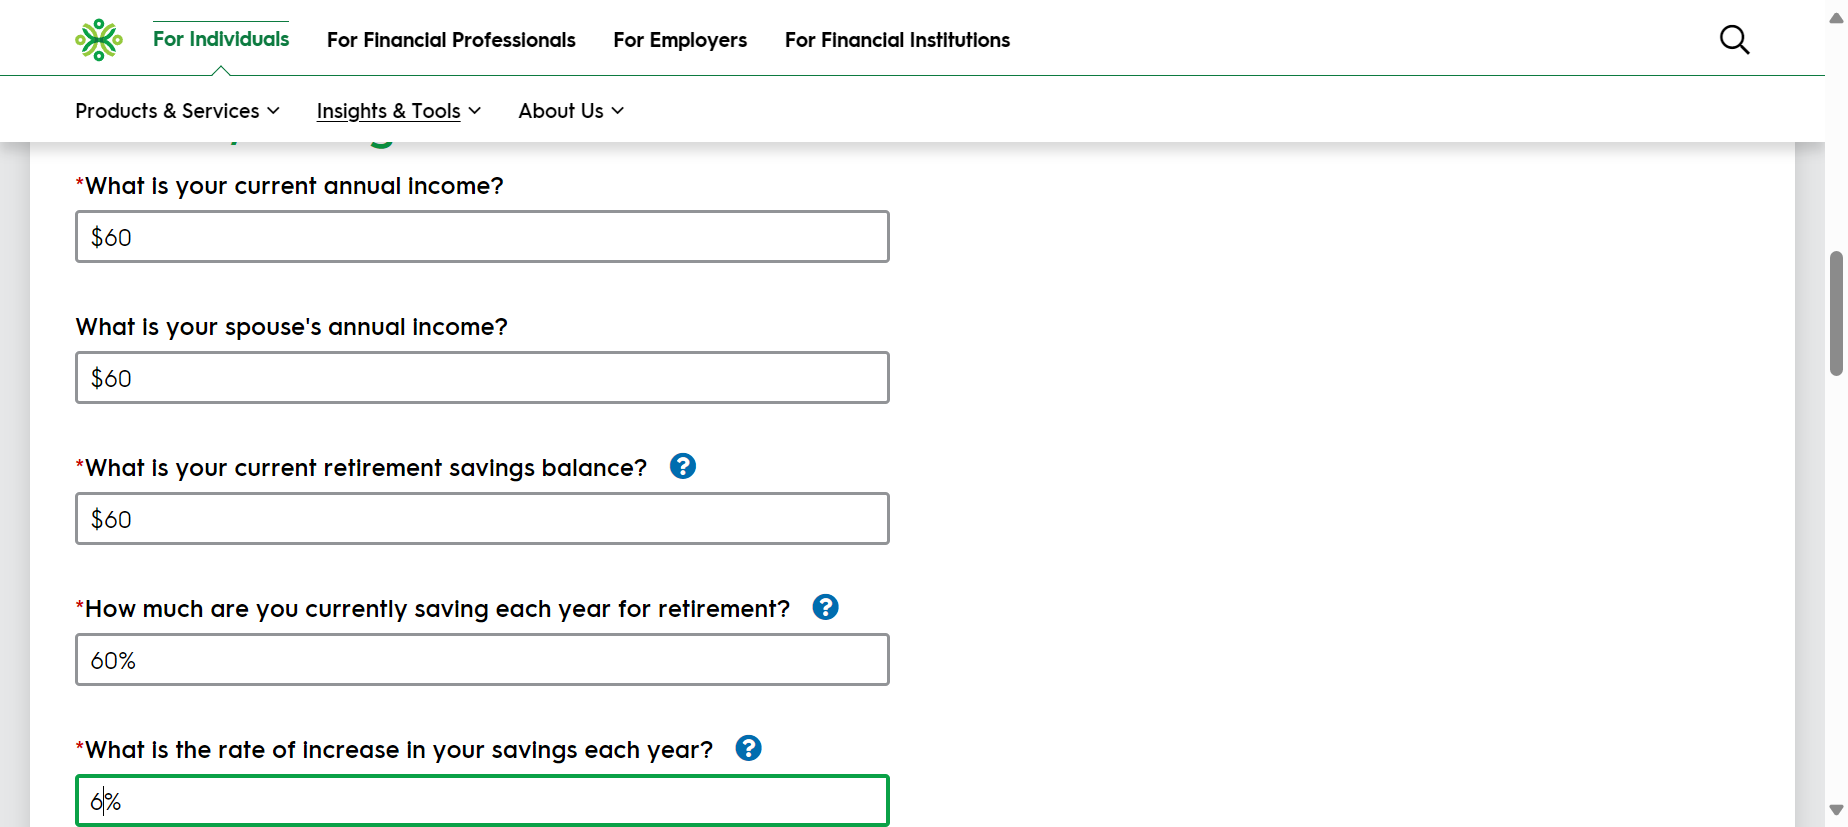 For Individuals For Financial Professionals For Employers For Financial Institutions
Products & Services Insights & Tools About Us
*What is your current annual income?
$60
What is your spouse's annual income?
$60
*What is your current retirement savings balance? ?
$60
*How much are you currently saving each year for retirement? ?
60%
*What is the rate of increase in your savings each year? ?
6%